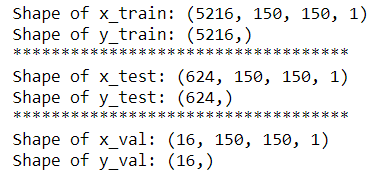 Shape of x_train: (5216, 150, 150, 1)
Shape of y_train: (5216,)
***********************************
Shape of x_test: (624, 150, 150, 1)
Shape of y_test: (624,)
***********************************
Shape of x_val: (16, 150, 150, 1)
Shape of y_val: (16,)